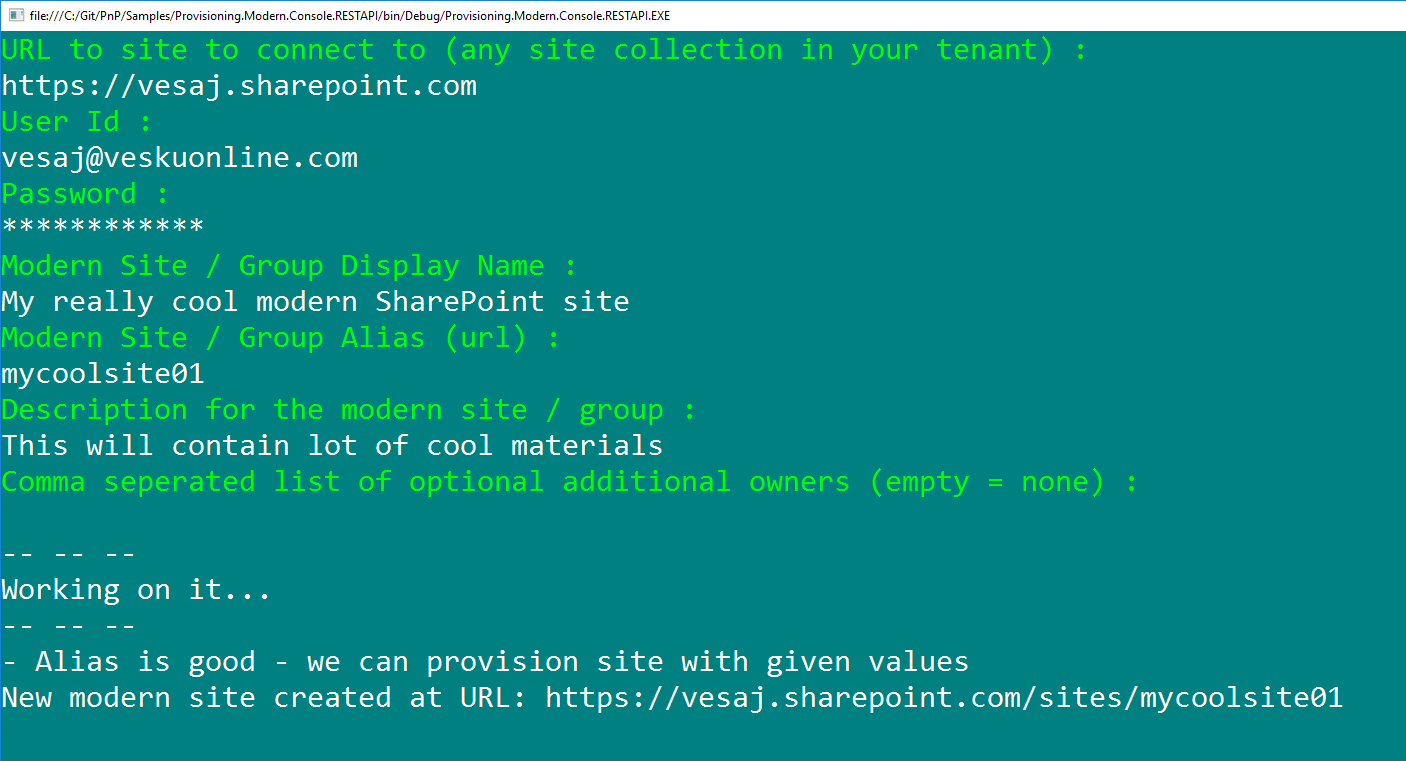 file:///C:/Git/PnP/Samples/Provisioning.Modern.Console.RESTAPI/bin/Debug/Provisioning.Modern.Console.RESTAPI.EXE
URL to site to connect to (any site collection in your tenant) :
https://vesaj.sharepoint.com
User Id :
vesaj@veskuonline.com
Password :
************
Modern Site / Group Display Name :
My really cool modern SharePoint site
Modern Site / Group Alias (url) :
mycoolsite01
Description for the modern site / group :
This will contain lot of cool materials
Comma seperated list of optional additional owners (empty = none) :
-- -- --
Working on it...
-- -- --
- Alias is good - we can provision site with given values
New modern site created at URL: https://vesaj.sharepoint.com/sites/mycoolsite01